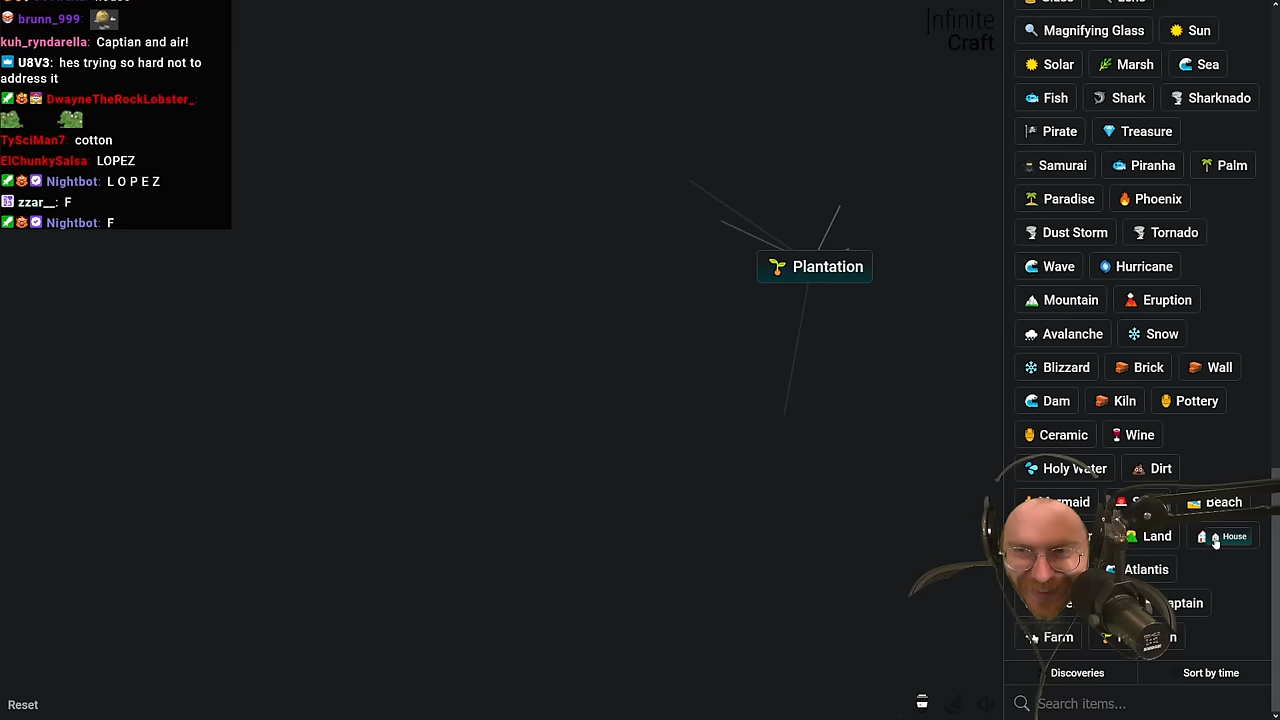 brunn_999:
kuh_ryndarella: Captian and air!
U8V3: hes trying so hard not to
address it
DwayneTheRockLobster_:
TySciMan7: cotton
ElChunkySalsa: LOPEZ
Nightbot: L O P E Z
zzar__: F
Nightbot: F
Infinite
Craft
Plantation
Magnifying Glass
Sun
Solar
Marsh
Sea
Fish
Shark
Sharknado
Pirate
Treasure
Samurai
Piranha
Palm
Paradise
Phoenix
Dust Storm
Tornado
Wave
Hurricane
Mountain
Eruption
Avalanche
Snow
Blizzard
Brick
Wall
Dam
Kiln
Pottery
Ceramic
Wine
Holy Water
Dirt
Beach
Land
House
Atlantis
Farm
Discoveries
Sort by time
Search items...
Reset